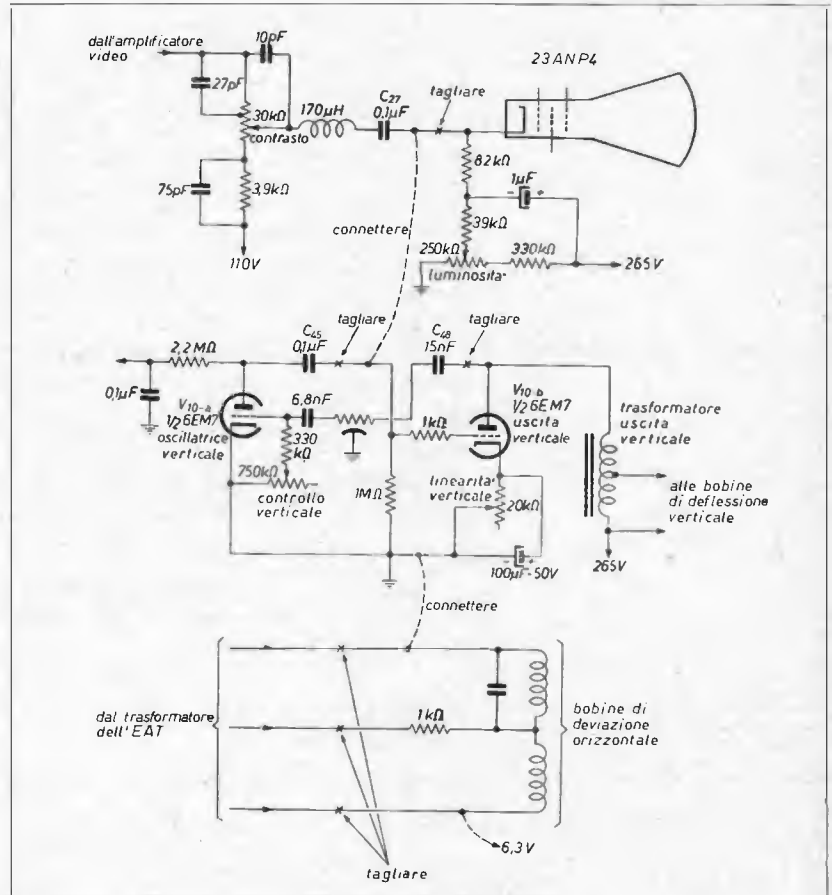 dall'amplificatore
video
10pF
27pF
30kΩ
contrasto
170µH
C27
0,1µF
tagliare
23ANP4
75pF
3,9kΩ
110V
82kΩ
1µF
- +
39kΩ
connettere
250kΩ
330kΩ
265V
luminosità
2,2MΩ
C45
0,1µF
tagliare
C48
15nF
tagliare
0,1µF
V10-a
1/2 6EM7
oscillatrice
verticale
6,8nF
330
kΩ
750kΩ
controllo
verticale
1kΩ
1MΩ
V10-b
1/2 6EM7
uscita
verticale
linearità
verticale
20kΩ
- +
100µF-50V
trasformatore
uscita
verticale
alle bobine
di deflessione
verticale
265V
connettere
dal trasformatore
dell'EAT
1kΩ
bobine di
deviazione
orizzontale
6,3V
tagliare